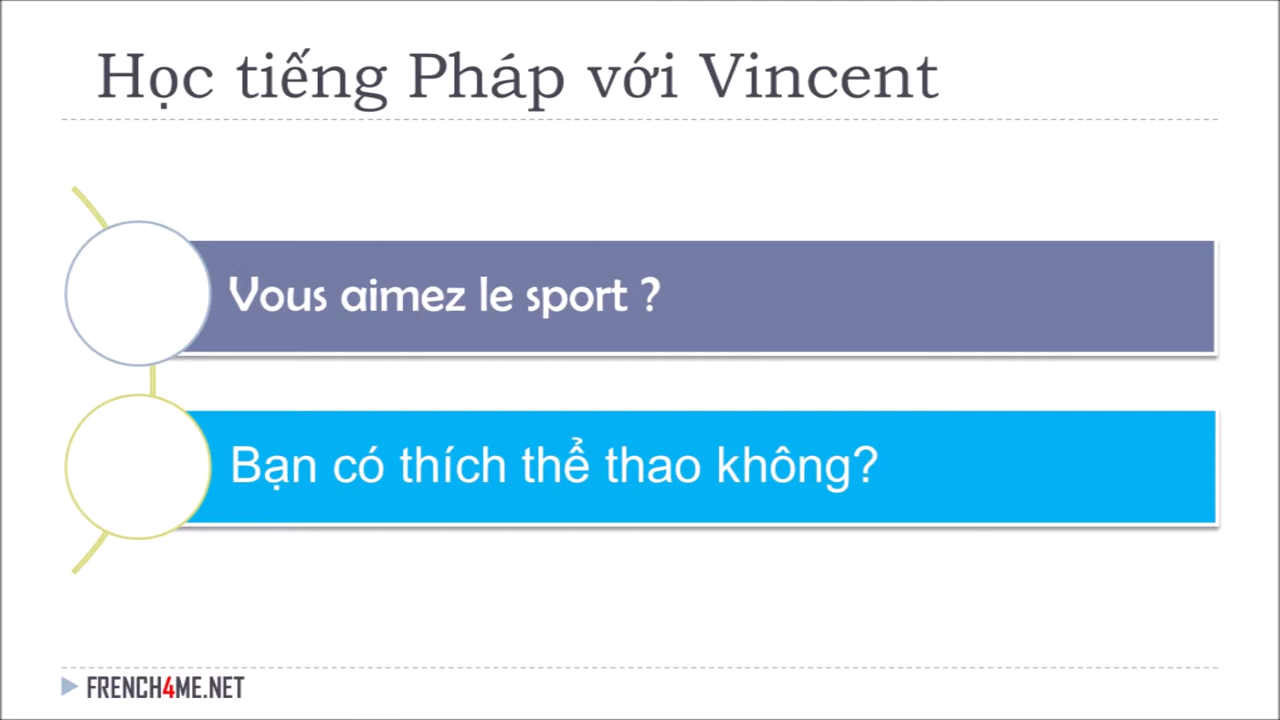 Học tiếng Pháp với Vincent
Vous aimez le sport ?
Bạn có thích thể thao không?
FRENCH4ME.NET